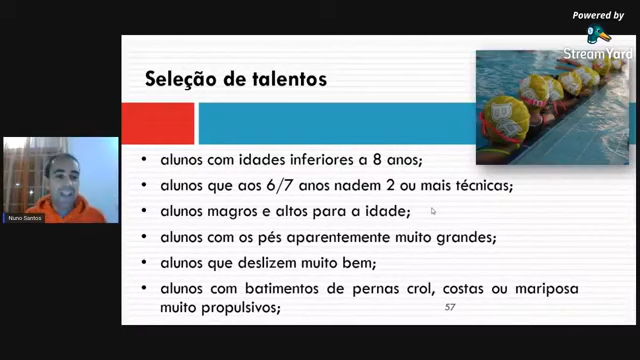 Powered by
StreamYard
Seleção de talentos
• alunos com idades inferiores a 8 anos;
• alunos que aos 6/7 anos nadem 2 ou mais técnicas;
• alunos magros e altos para a idade;
• alunos com os pés aparentemente muito grandes;
• alunos que deslizem muito bem;
• alunos com batimentos de pernas crol, costas ou mariposa
muito propulsivos;
57
Nuno Santos